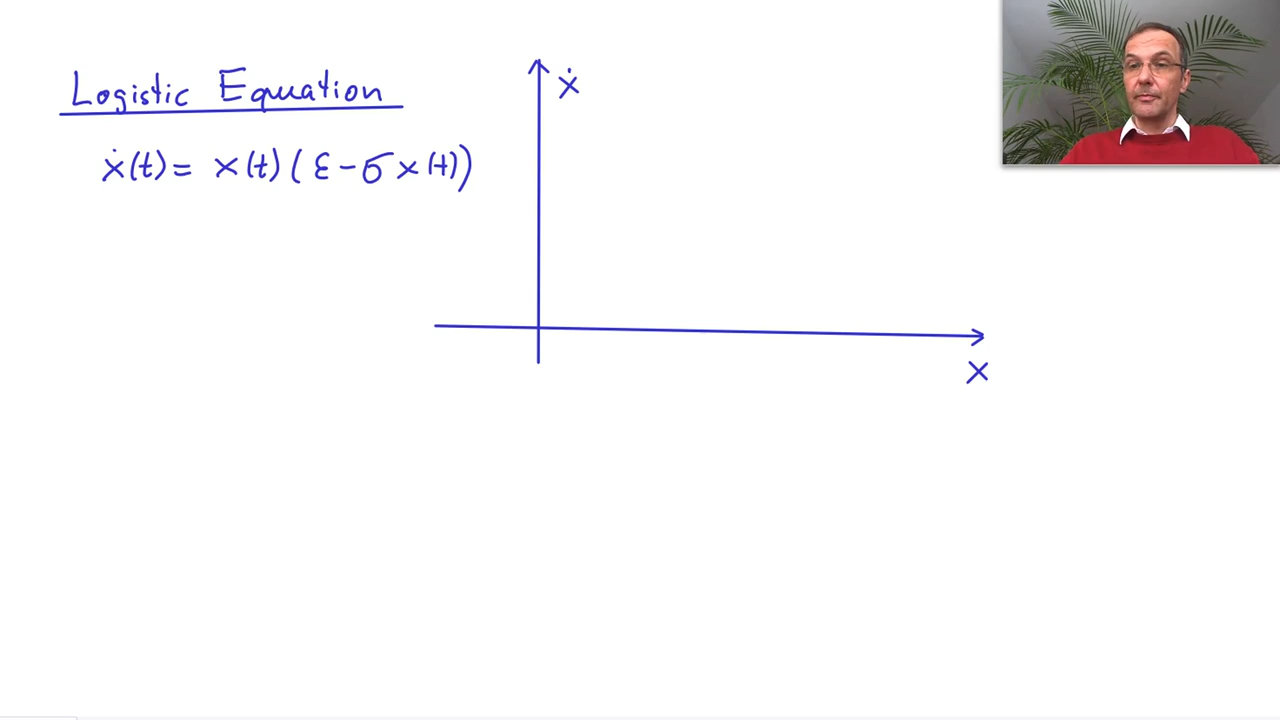 Logistic Equation
ẋ(t) = x(t) (ε - σ x(t))
ẋ
x